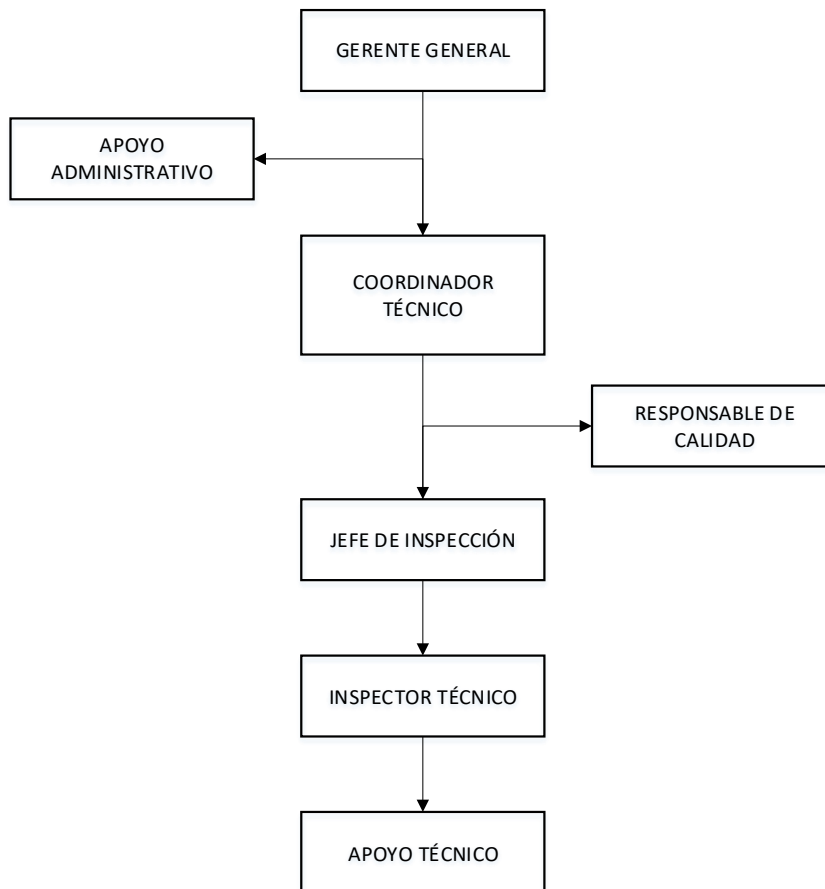 GERENTE GENERAL
APOYO
ADMINISTRATIVO
COORDINADOR
TÉCNICO
RESPONSABLE DE
CALIDAD
JEFE DE INSPECCIÓN
INSPECTOR TÉCNICO
APOYO TÉCNICO